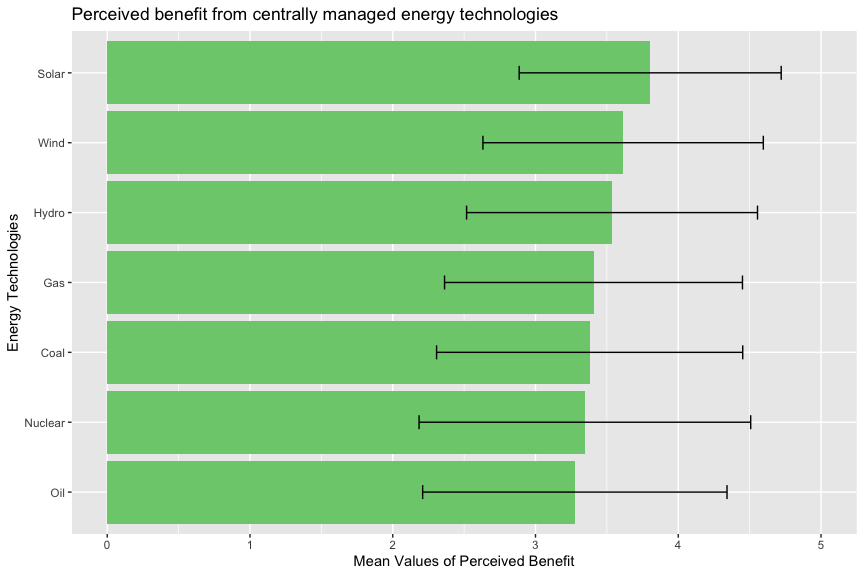 Perceived benefit from centrally managed energy technologies
Energy Technologies
Solar
Wind
Hydro
Gas
Coal
Nuclear
Oil
0 1 2 3 4 5
Mean Values of Perceived Benefit